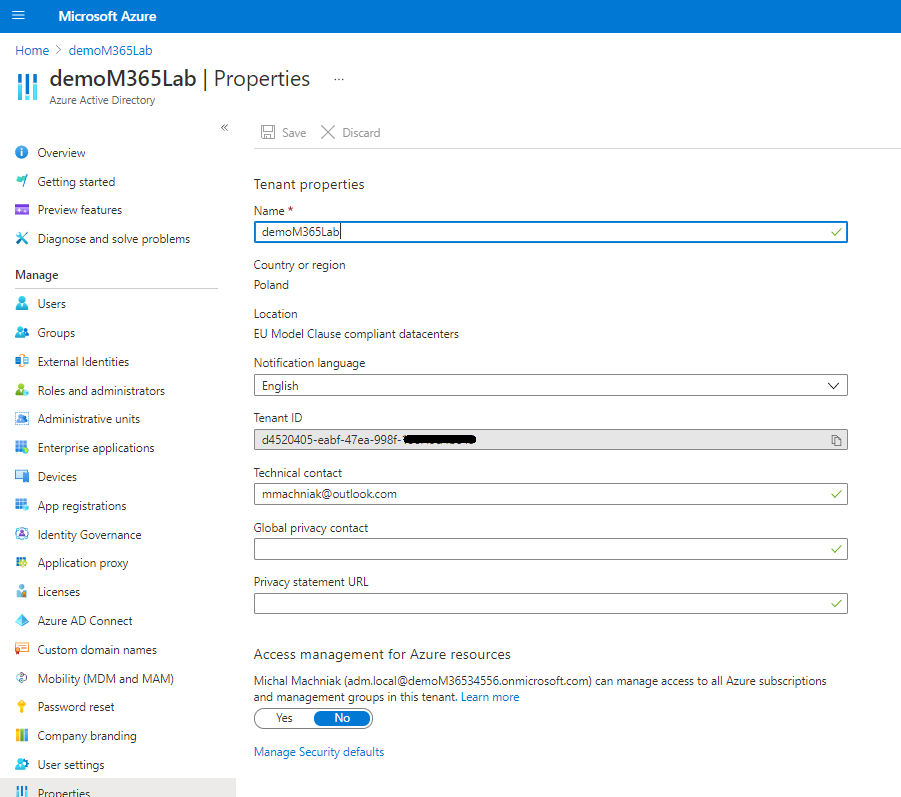 Microsoft Azure
Home > demoM365Lab
demoM365Lab | Properties ...
Azure Active Directory
«
Save Discard
Overview
Getting started
Preview features
Diagnose and solve problems
Manage
Users
Groups
External Identities
Roles and administrators
Administrative units
Enterprise applications
Devices
App registrations
Identity Governance
Application proxy
Licenses
Azure AD Connect
Custom domain names
Mobility (MDM and MAM)
Password reset
Company branding
User settings
Properties
Tenant properties
Name *
demoM365Lab
Country or region
Poland
Location
EU Model Clause compliant datacenters
Notification language
English
Tenant ID
d4520405-eabf-47ea-998f-
Technical contact
mmachniak@outlook.com
Global privacy contact
Privacy statement URL
Access management for Azure resources
Michal Machniak (adm.local@demoM36534556.onmicrosoft.com) can manage access to all Azure subscriptions
and management groups in this tenant. Learn more
Yes No
Manage Security defaults